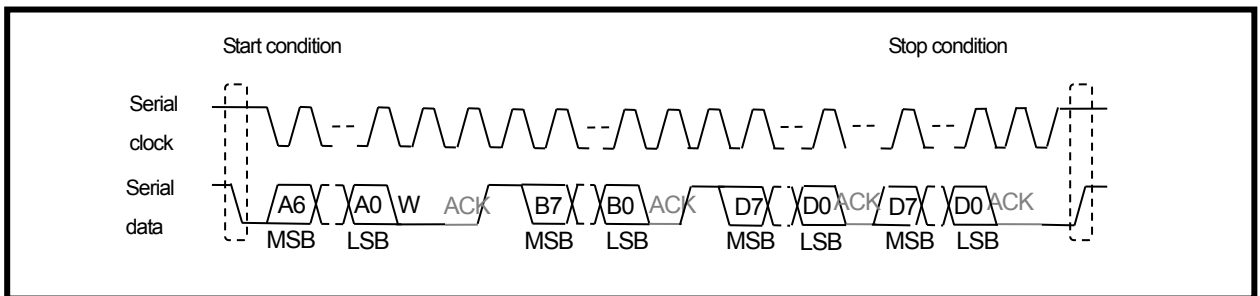 Start condition Stop condition
Serial
clock
Serial
data
A6 A0 W ACK B7 B0 ACK D7 D0 ACK D7 D0 ACK
MSB LSB MSB LSB MSB LSB MSB LSB